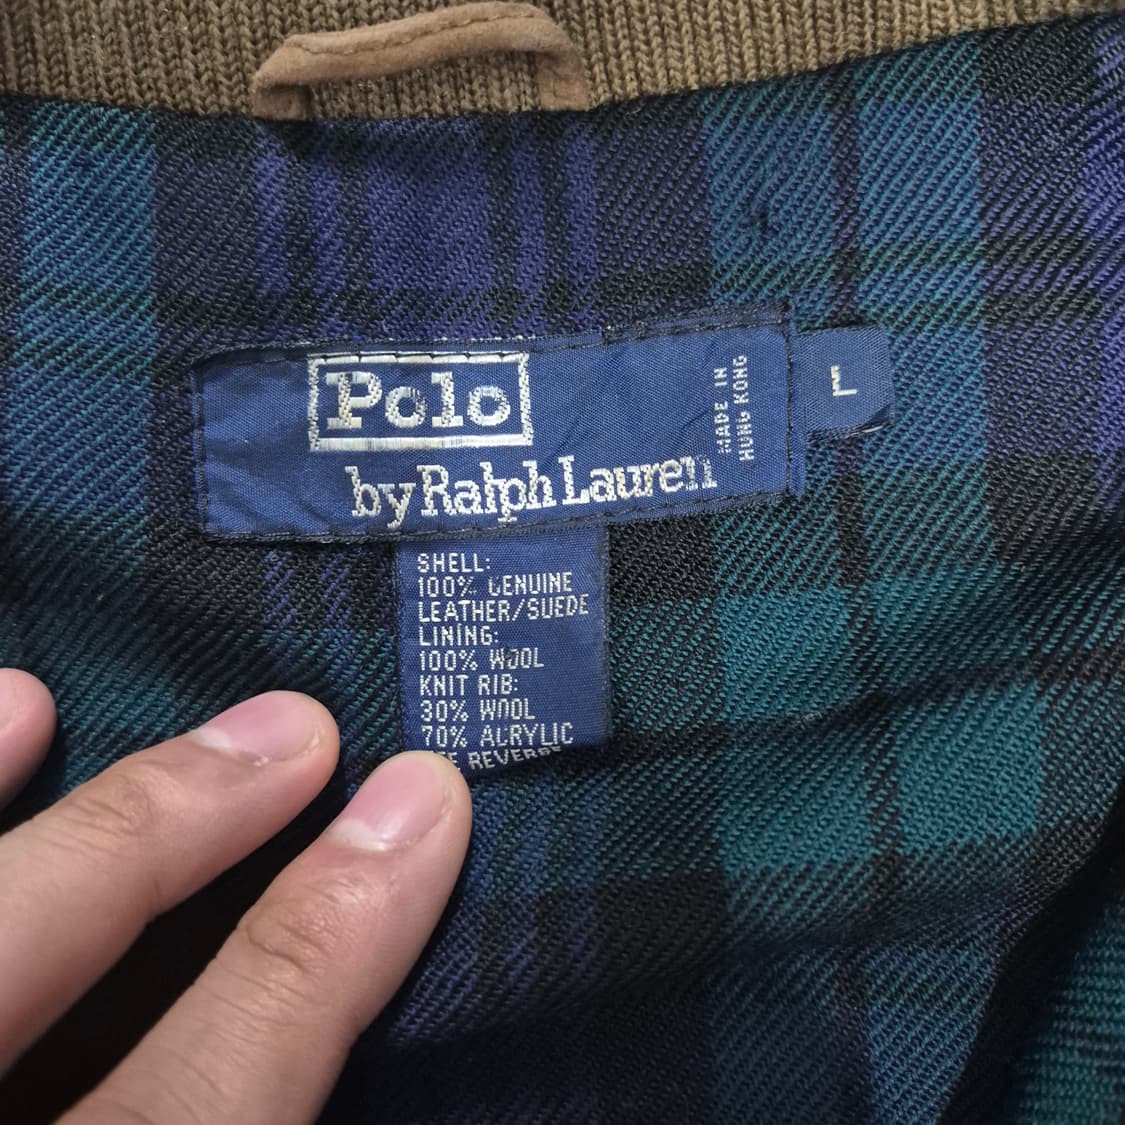 Polo
by Ralph Lauren
MADE IN
HONG KONG
L
SHELL:
100% GENUINE
LEATHER/SUEDE
LINING:
100% WOOL
KNIT RIB:
30% WOOL
70% ACRYLIC
REVERSE